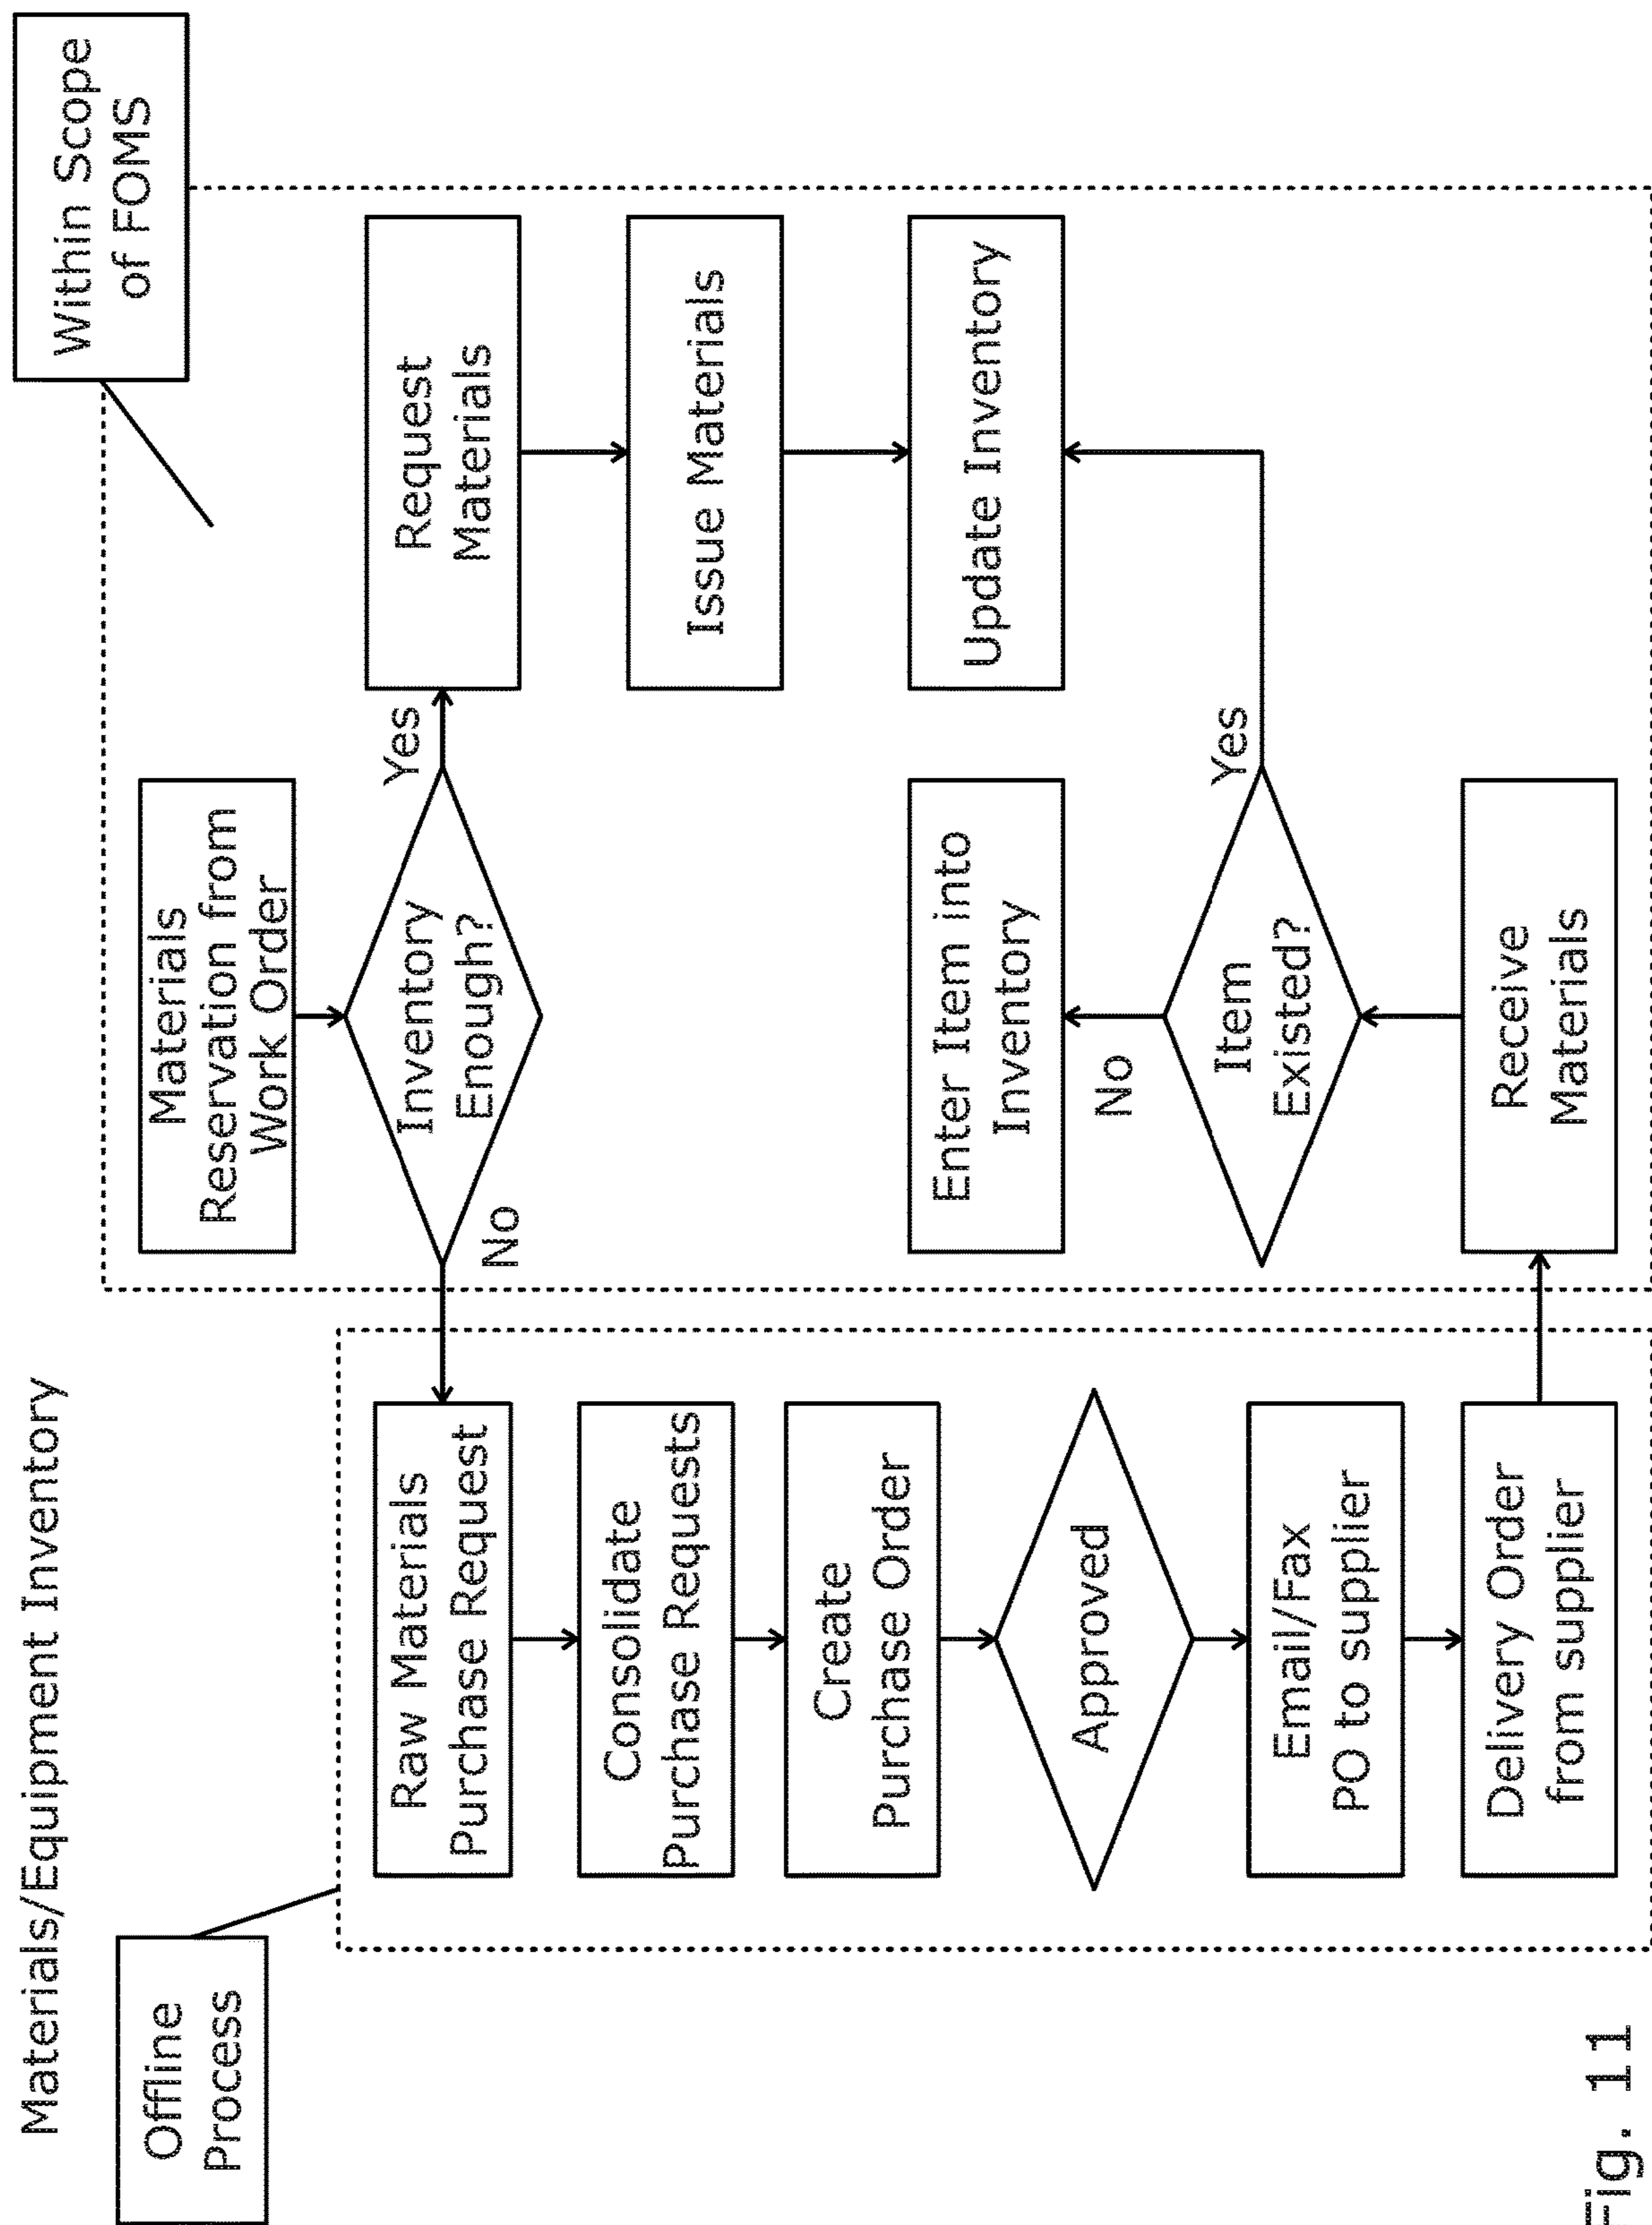 Materials/Equipment Inventory
Offline
Process
Within Scope
of FOMS
Materials
Reservation from
Work Order
Inventory
Enough?
Yes
No
Request
Materials
Issue Materials
Update Inventory
Raw Materials
Purchase Request
Consolidate
Purchase Requests
Create
Purchase Order
Approved
Email/Fax
PO to supplier
Delivery Order
from supplier
Enter Item into
Inventory
No
Item
Existed?
Yes
Receive
Materials
Fig. 11